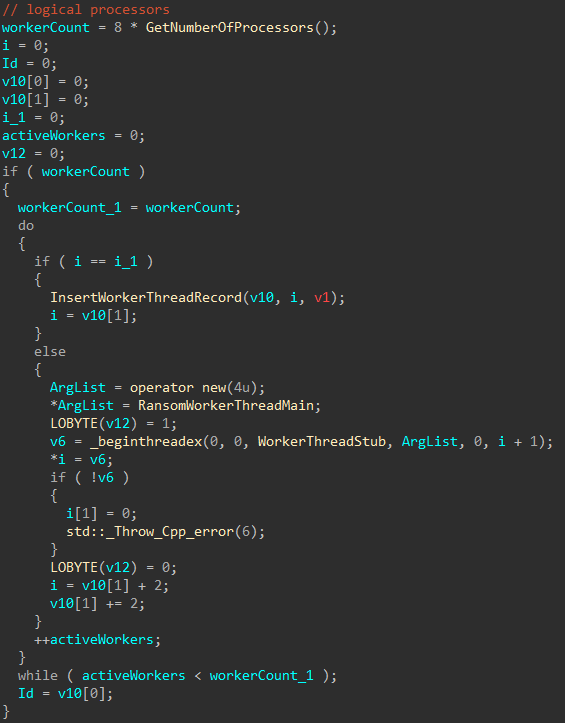 // logical processors
workerCount = 8 * GetNumberOfProcessors();
i = 0;
Id = 0;
v10[0] = 0;
v10[1] = 0;
i_1 = 0;
activeWorkers = 0;
v12 = 0;
if ( workerCount )
{
  workerCount_1 = workerCount;
  do
  {
    if ( i == i_1 )
    {
      InsertWorkerThreadRecord(v10, i, v1);
      i = v10[1];
    }
    else
    {
      ArgList = operator new(4u);
      *ArgList = RansomWorkerThreadMain;
      LOBYTE(v12) = 1;
      v6 = _beginthreadex(0, 0, WorkerThreadStub, ArgList, 0, i + 1);
      *i = v6;
      if ( !v6 )
      {
        i[1] = 0;
        std::_Throw_Cpp_error(6);
      }
      LOBYTE(v12) = 0;
      i = v10[1] + 2;
      v10[1] += 2;
    }
    ++activeWorkers;
  }
  while ( activeWorkers < workerCount_1 );
  Id = v10[0];
}